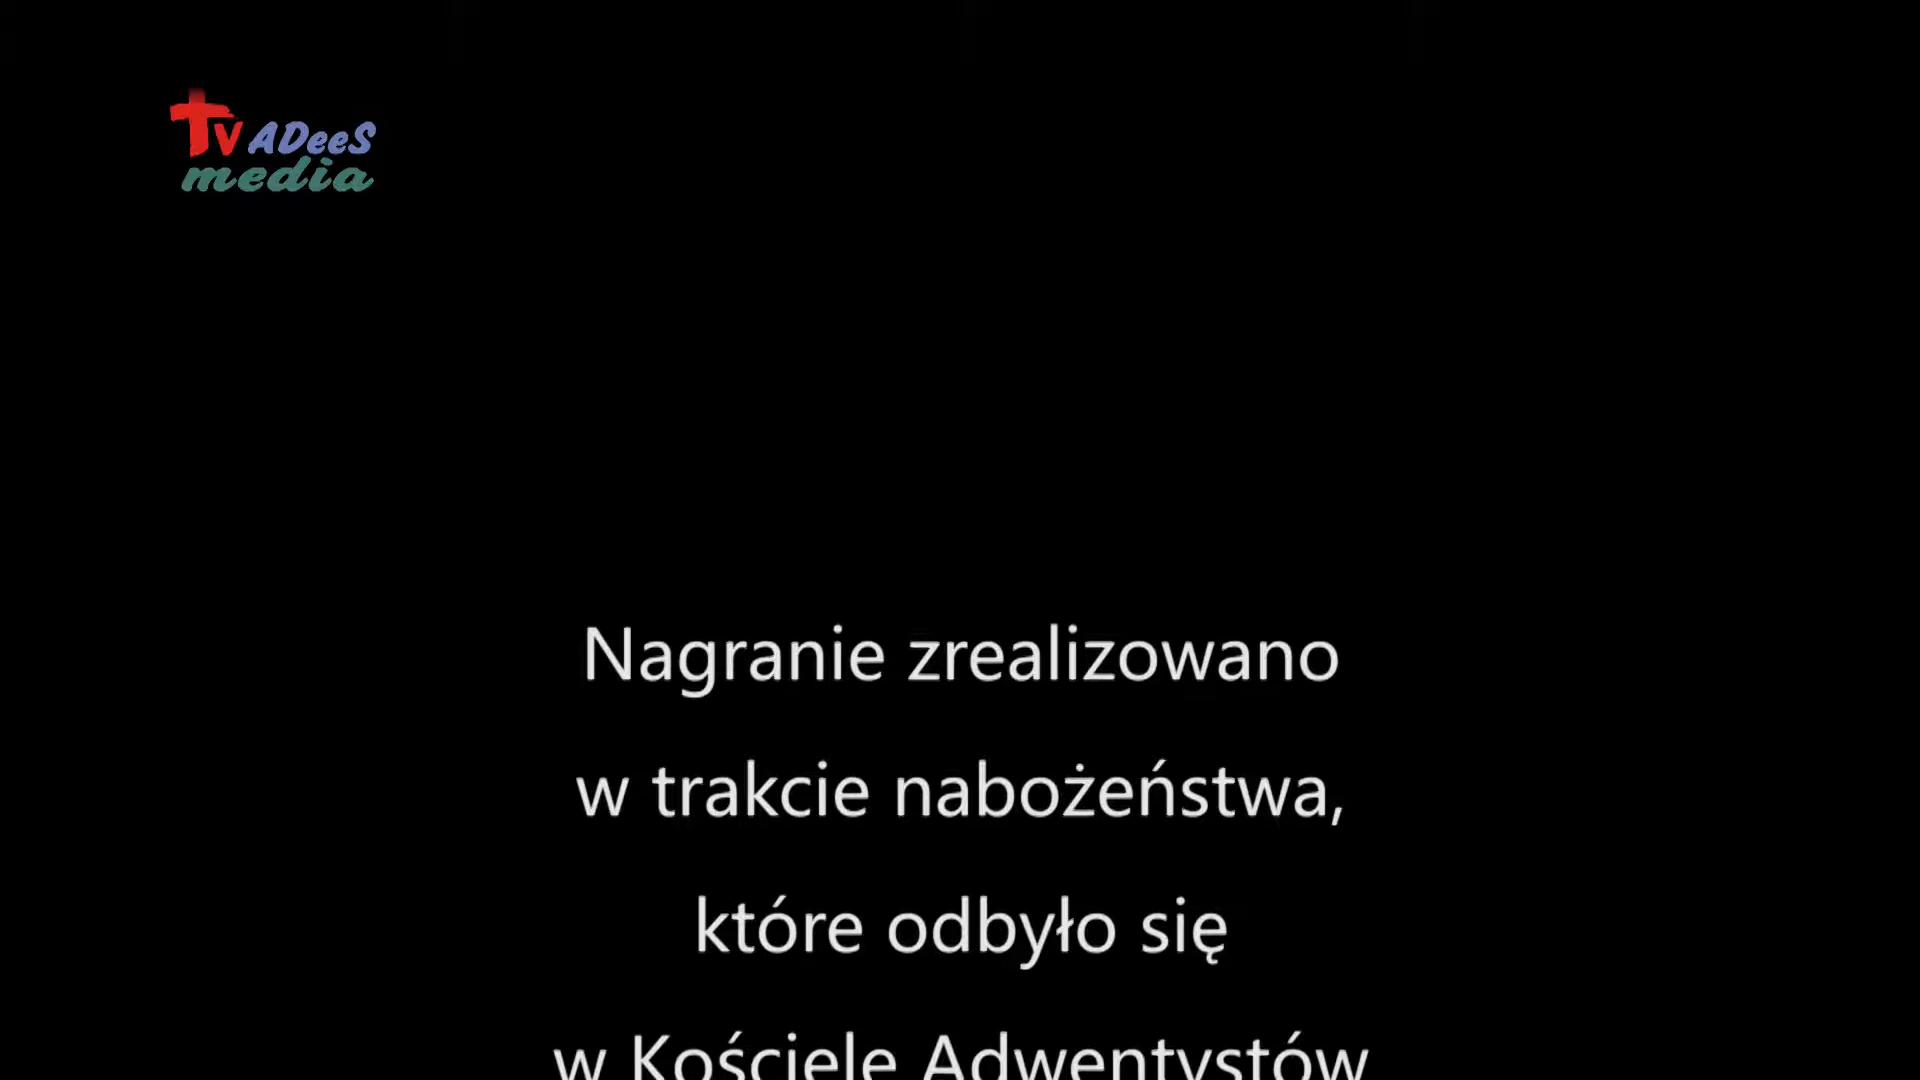 TV ADeeS
media
Nagranie zrealizowano
w trakcie nabożeństwa,
które odbyło się
w Kościele Adwentystów